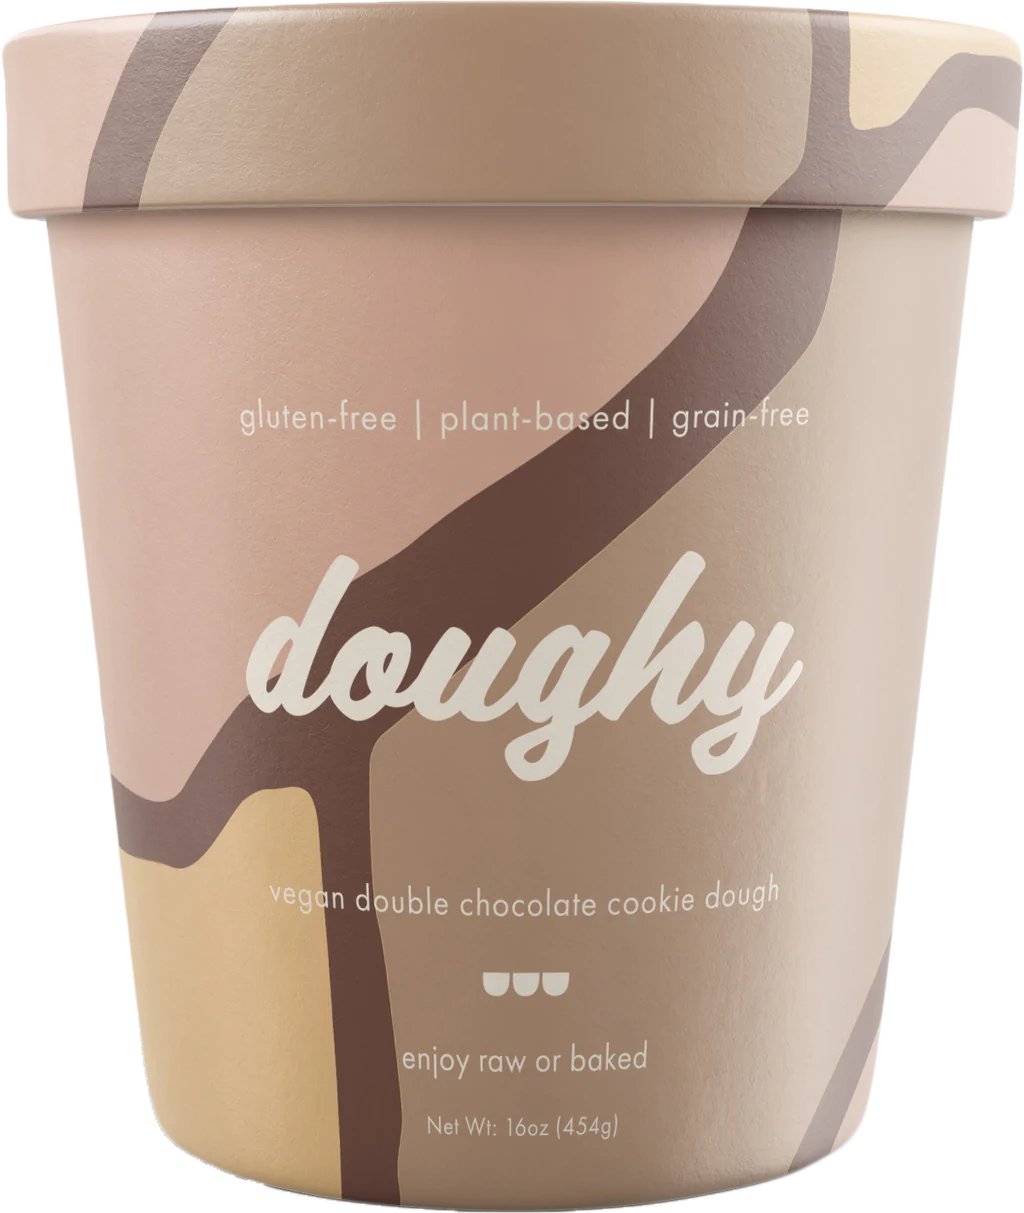 gluten-free | plant-based | grain-free
doughy
vegan double chocolate cookie dough
enjoy raw or baked
Net Wt: 16oz (454g)